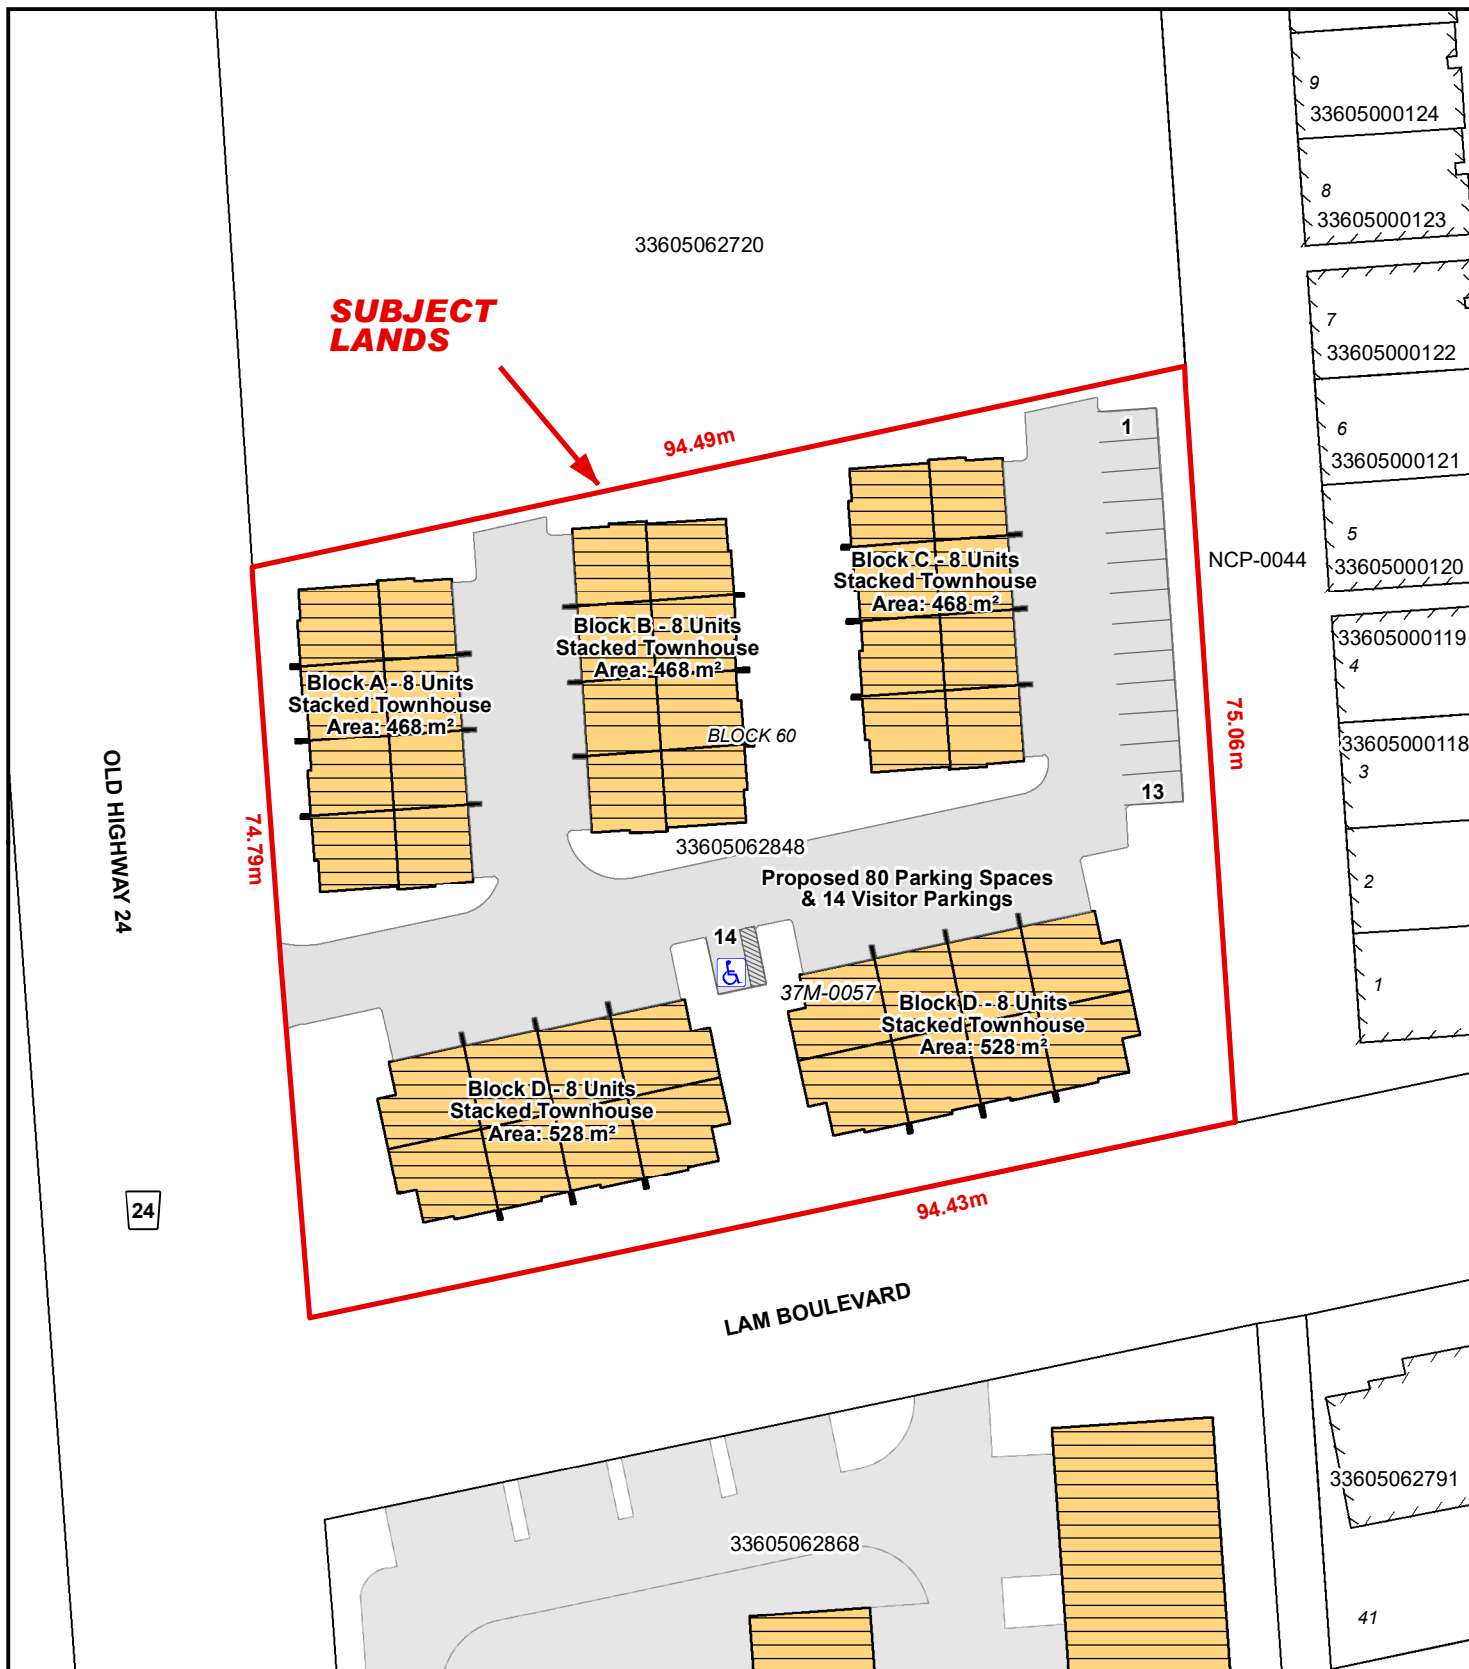 9
33605000124
8
33605000123
33605062720
7
33605000122
SUBJECT
LANDS
6
33605000121
94.49m
1
5
33605000120
NCP-0044
Block C - 8 Units
Stacked Townhouse
Area: 468 m²
Block B - 8 Units
Stacked Townhouse
Area: 468 m²
33605000119
4
Block A - 8 Units
Stacked Townhouse
Area: 468 m²
BLOCK 60
75.06m
33605000118
3
OLD HIGHWAY 24
74.79m
13
33605062848
Proposed 80 Parking Spaces
& 14 Visitor Parkings
2
14
37M-0057
1
Block D - 8 Units
Stacked Townhouse
Area: 528 m²
Block D - 8 Units
Stacked Townhouse
Area: 528 m²
24
94.43m
LAM BOULEVARD
33605062791
33605062868
41